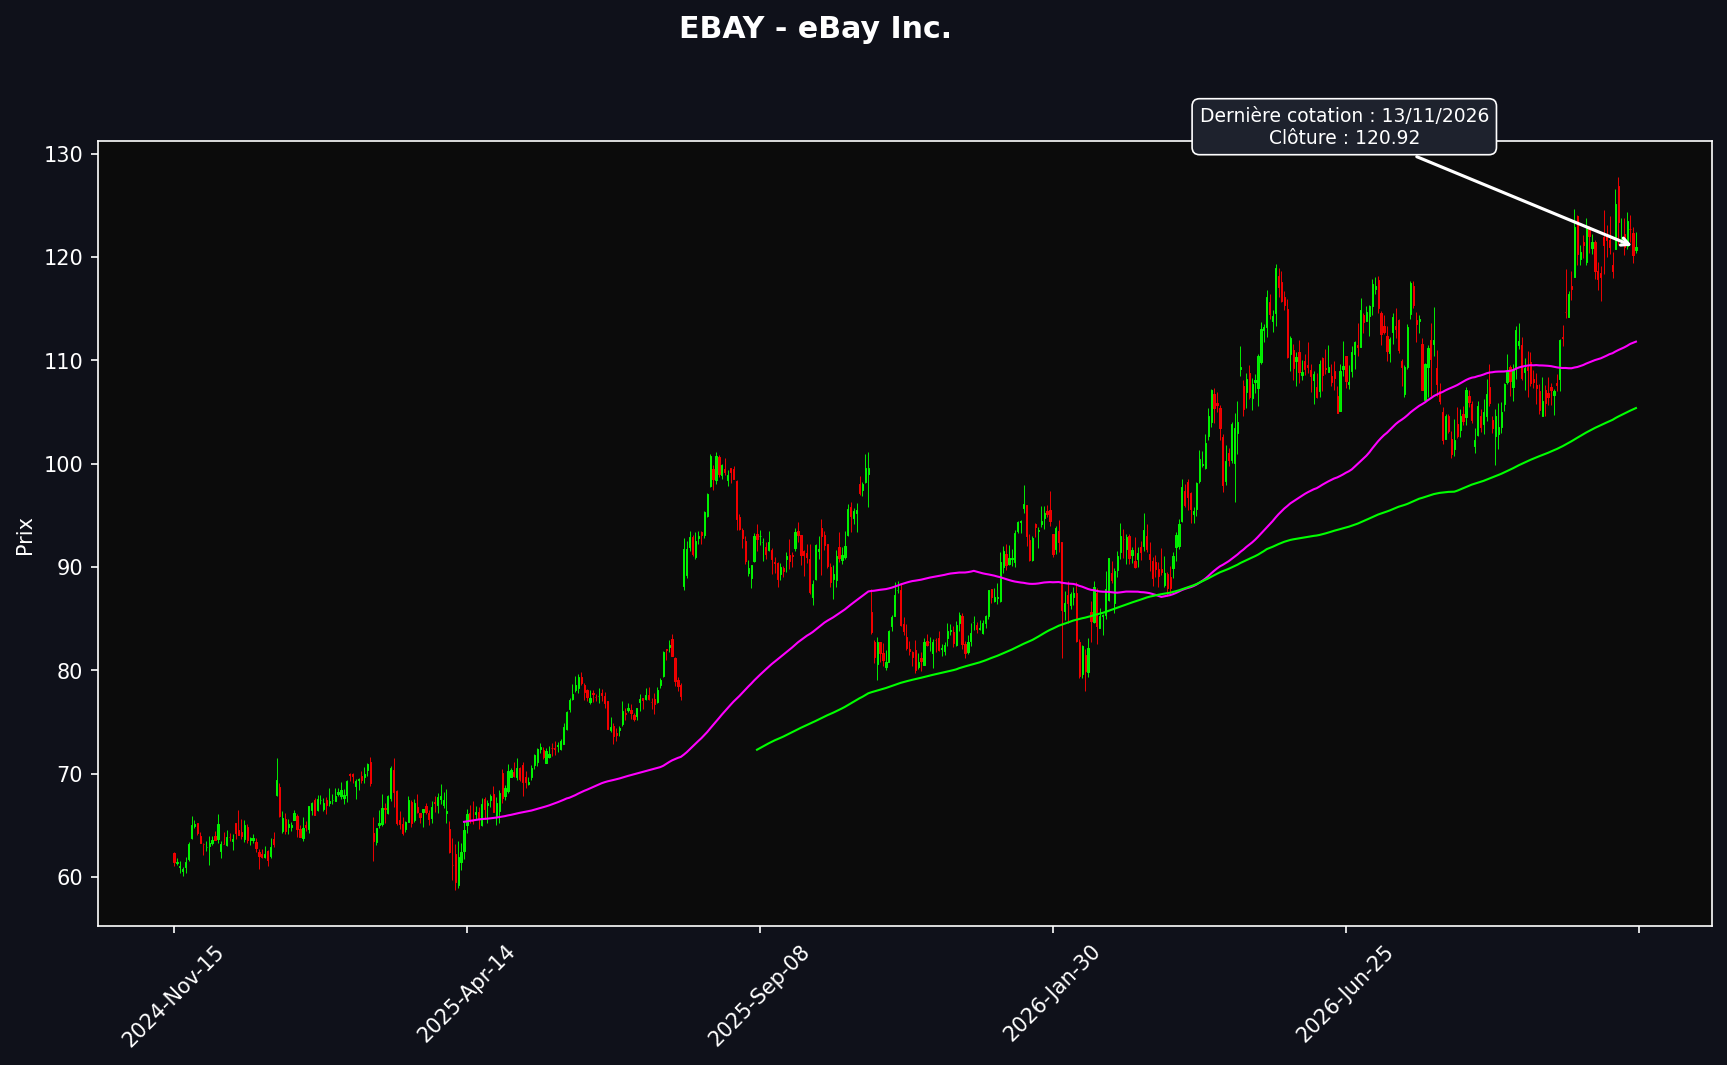 EBAY - eBay Inc.
Dernière cotation : 13/11/2026
Clôture : 120.92
130
120
110
100
90
80
70
60
Prix
2024-Nov-15
2025-Apr-14
2025-Sep-08
2026-Jan-30
2026-Jun-25